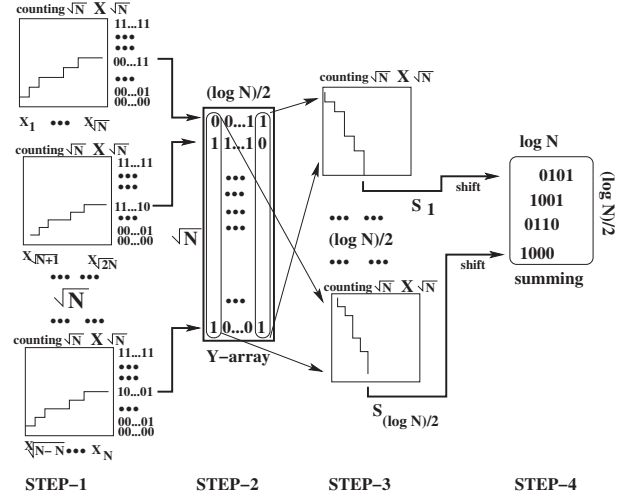 counting √N X √N
11...11
•••
•••
00...11
•••
00...01
00...00
X1 ••• X√N
counting √N X √N
11...11
•••
•••
11...10
00...01
00...00
X√N+1 X√2N
••• •••
√N
••• •••
counting √N X √N
11...11
•••
•••
10...01
•••
00...01
00...00
X√N−N ••• XN
(log N)/2
0 0...1 1
1 1...1 0
•••
•••
•••
•••
•••
1 0...0 1
√N
Y−array
counting √N X √N
S1
••• •••
(log N)/2
••• •••
counting √N X √N
S(log N)/2
shift
shift
log N
0101
1001
0110
1000
(log N)/2
summing
STEP−1 STEP−2 STEP−3 STEP−4